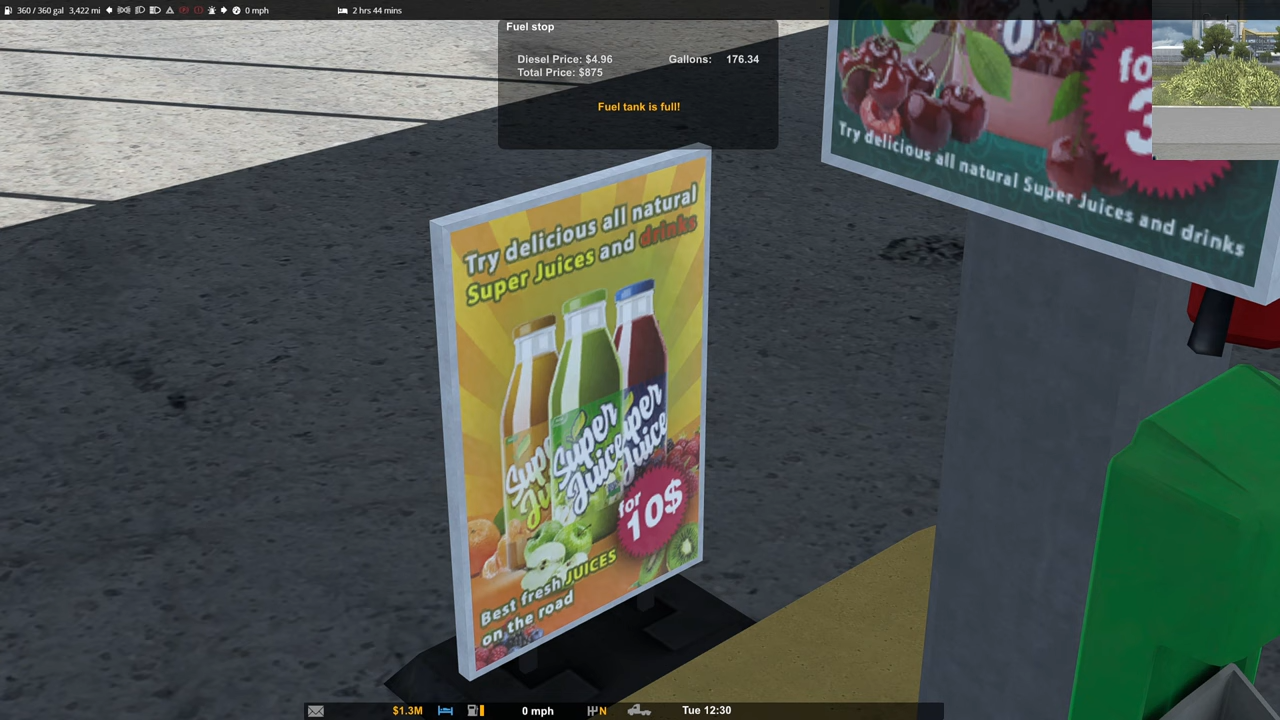 360 / 360 gal 3,422 mi 0 mph 2 hrs 44 mins
Fuel stop
Diesel Price: $4.96 Gallons: 176.34
Total Price: $875
Fuel tank is full!
for
3
Try delicious all natural Super Juices and drinks
Try delicious all natural
Super Juices and drinks
Super
Juice
Super
Juice
for
10$
Best fresh JUICES
on the road
$1.3M 0 mph N Tue 12:30